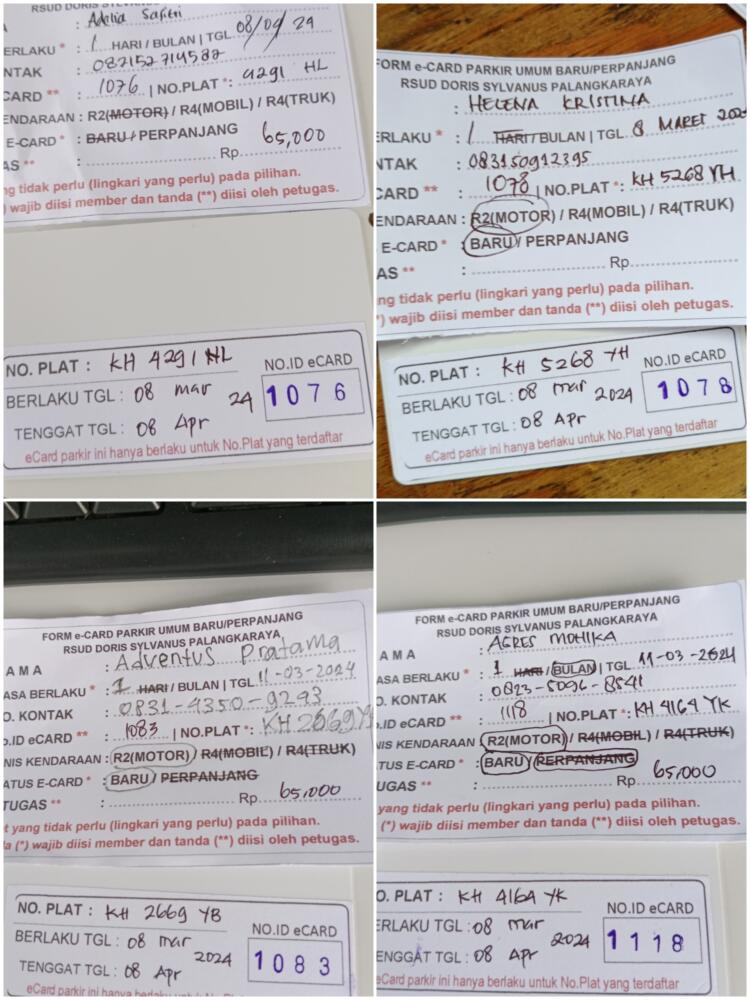 RSUD DORIS SYLVANUS
: Adelia Safitri
ERLAKU * : 1 HARI / BULAN | TGL 08/04/24
NTAK : 082152714587
CARD ** : 1076 | NO.PLAT *: 4291 HL
ENDARAAN : R2(MOTOR) / R4(MOBIL) / R4(TRUK)
E-CARD * : BARU / PERPANJANG
AS ** : Rp 65,000
ng tidak perlu (lingkari yang perlu) pada pilihan.
) wajib diisi member dan tanda (**) diisi oleh petugas.
NO. PLAT : KH 4291 HL
BERLAKU TGL : 08 mar 24
TENGGAT TGL : 08 Apr
NO.ID eCARD
1076
eCard parkir ini hanya berlaku untuk No.Plat yang terdaftar
FORM e-CARD PARKIR UMUM BARU/PERPANJANG
RSUD DORIS SYLVANUS PALANGKARAYA
: HELENA KRISTINA
ERLAKU * : 1 HARI / BULAN | TGL 8 MARET 202
NTAK : 083150912395
CARD ** : 1078 | NO.PLAT *: KH 5268 YH
ENDARAAN : R2(MOTOR) / R4(MOBIL) / R4(TRUK)
E-CARD * : BARU / PERPANJANG
AS ** : Rp
ng tidak perlu (lingkari yang perlu) pada pilihan.
*) wajib diisi member dan tanda (**) diisi oleh petugas.
NO. PLAT : KH 5268 YH
BERLAKU TGL : 08 mar 2024
TENGGAT TGL : 08 Apr
NO.ID eCARD
1078
eCard parkir ini hanya berlaku untuk No.Plat yang terdaftar
FORM e-CARD PARKIR UMUM BARU/PERPANJANG
RSUD DORIS SYLVANUS PALANGKARAYA
A M A : Adventus Pratama
ASA BERLAKU * : 1 HARI / BULAN | TGL 11-03-2024
O. KONTAK : 0831-4350-9293
O.ID eCARD ** : 1083 | NO.PLAT *: KH 2669 YB
NIS KENDARAAN : R2(MOTOR) / R4(MOBIL) / R4(TRUK)
ATUS E-CARD * : BARU / PERPANJANG
TUGAS ** : Rp 65.000
t yang tidak perlu (lingkari yang perlu) pada pilihan.
a (*) wajib diisi member dan tanda (**) diisi oleh petugas.
NO. PLAT : KH 2669 YB
BERLAKU TGL : 08 mar 2024
TENGGAT TGL : 08 Apr
NO.ID eCARD
1083
eCard parkir ini hanya berlaku untuk No.Plat yang terdaftar
FORM e-CARD PARKIR UMUM BARU/PERPANJANG
RSUD DORIS SYLVANUS PALANGKARAYA
A M A : AGRES MOHIKA
ASA BERLAKU * : 1 HARI / BULAN | TGL 11-03-2024
O. KONTAK : 0823-5096-8541
O.ID eCARD ** : 1118 | NO.PLAT *: KH 4164 YK
NIS KENDARAAN : R2(MOTOR) / R4(MOBIL) / R4(TRUK)
ATUS E-CARD * : BARU / PERPANJANG
TUGAS ** : Rp 65.000
yang tidak perlu (lingkari yang perlu) pada pilihan.
(*) wajib diisi member dan tanda (**) diisi oleh petugas.
O. PLAT : KH 4164 YK
ERLAKU TGL : 08 mar 2024
ENGGAT TGL : 08 Apr
NO.ID eCARD
1118
eCard parkir ini hanya berlaku untuk No.Plat yang terdaftar